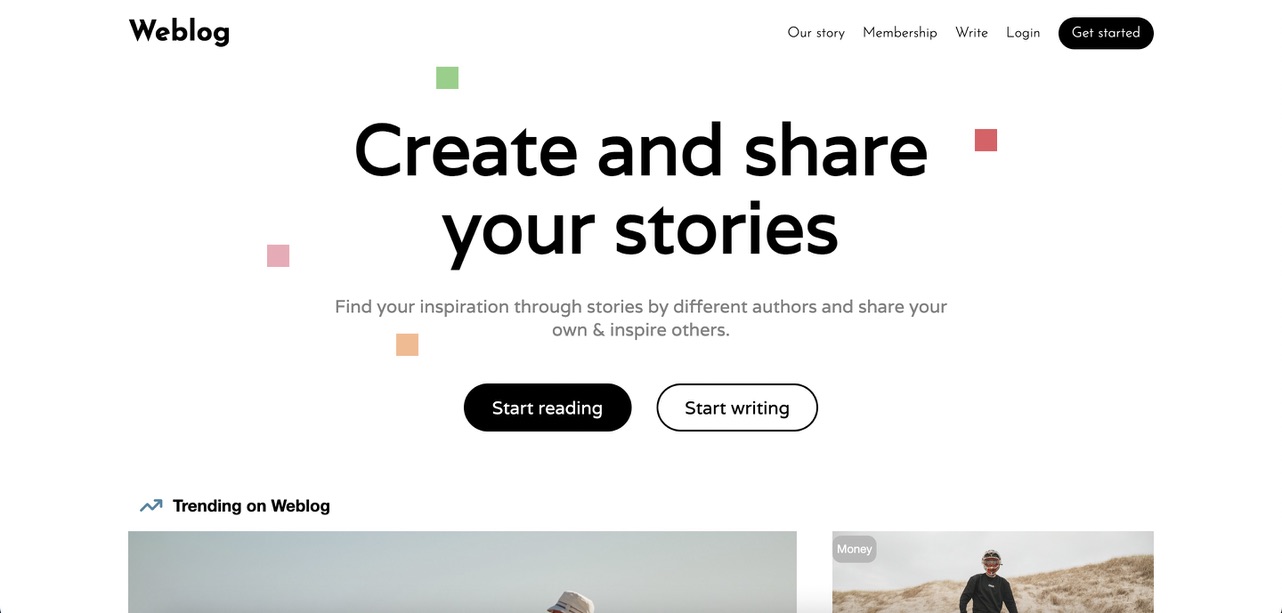 Weblog
Our story Membership Write Login Get started
Create and share
your stories
Find your inspiration through stories by different authors and share your
own & inspire others.
Start reading Start writing
Trending on Weblog
Money